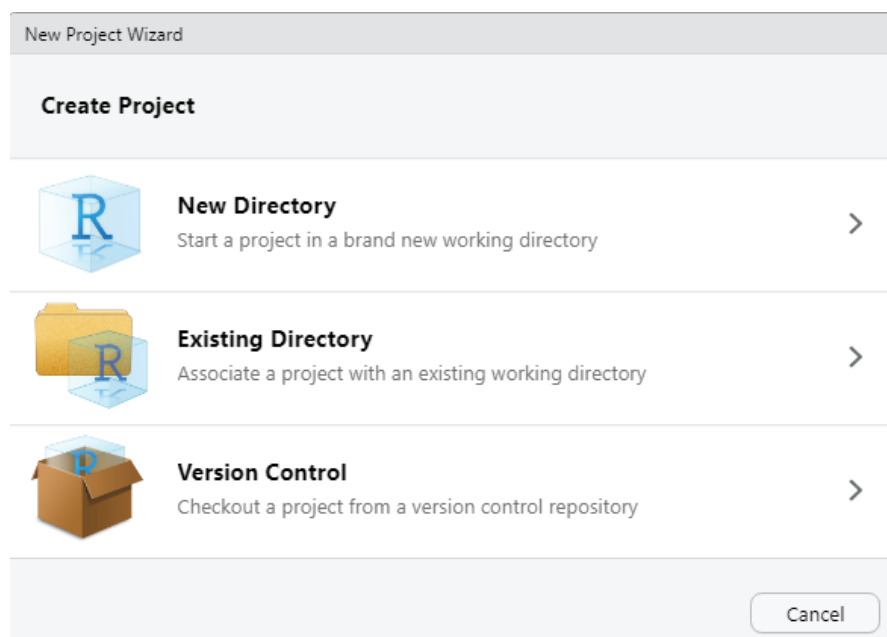 New Project Wizard
Create Project
R
New Directory
Start a project in a brand new working directory
R
Existing Directory
Associate a project with an existing working directory
R
Version Control
Checkout a project from a version control repository
Cancel